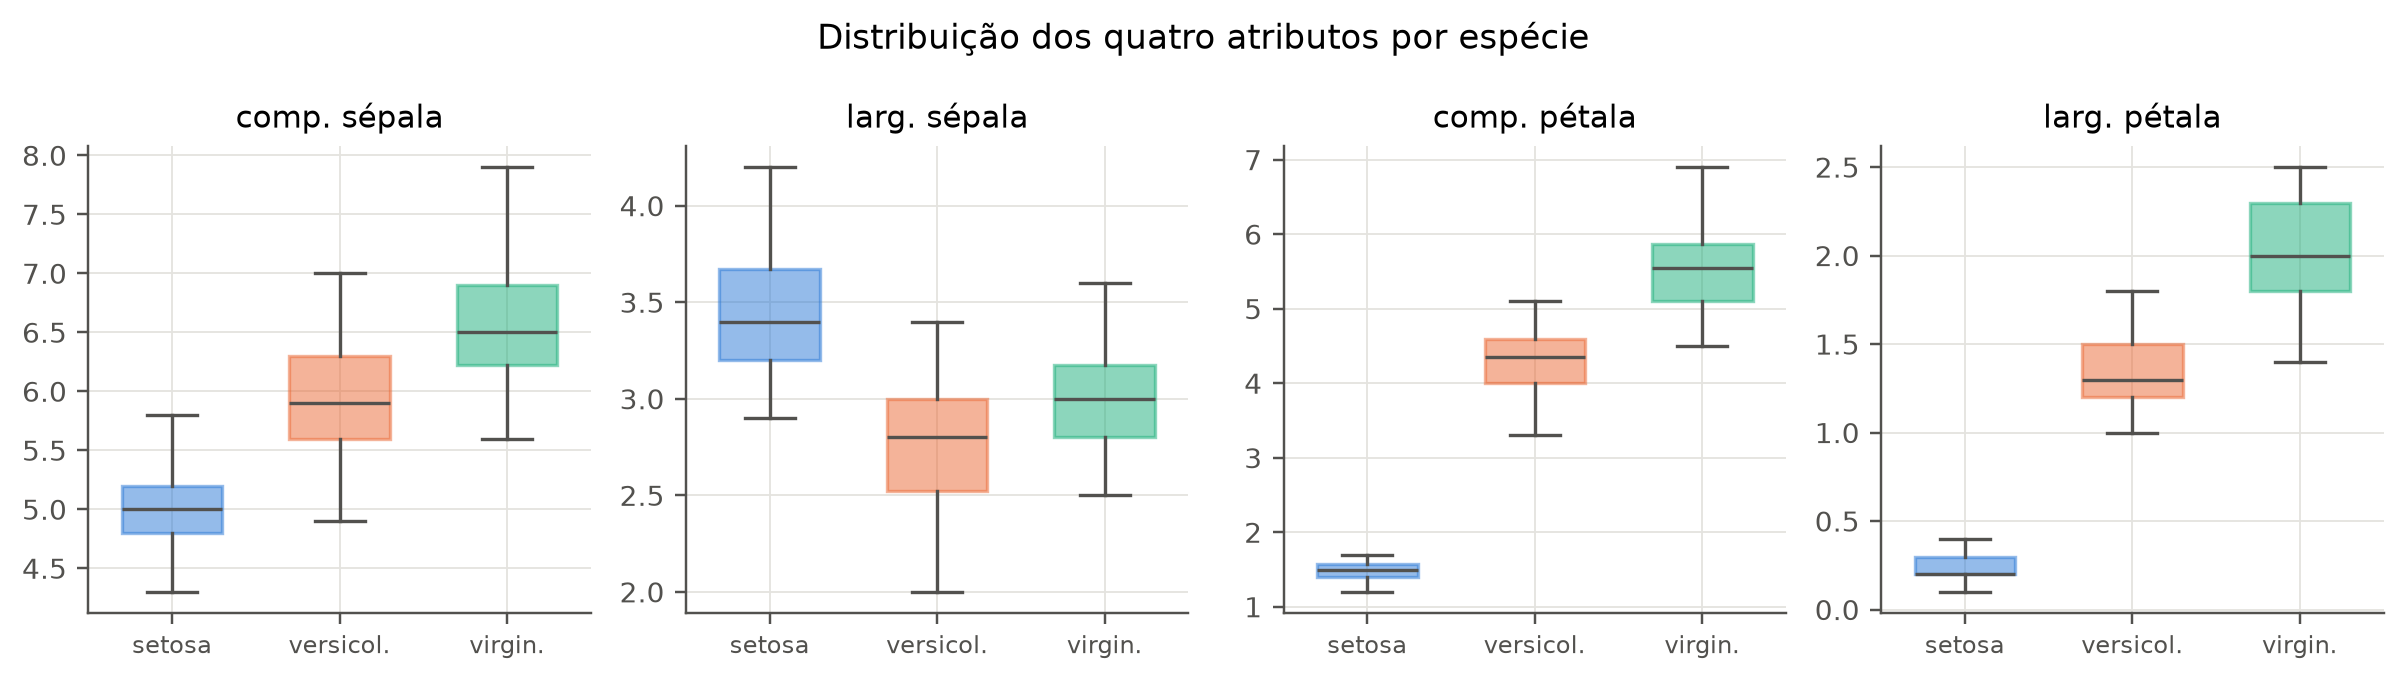 Distribuição dos quatro atributos por espécie
comp. sépala
8.0
7.5
7.0
6.5
6.0
5.5
5.0
4.5
setosa versicol. virgin.
larg. sépala
4.0
3.5
3.0
2.5
2.0
setosa versicol. virgin.
comp. pétala
7
6
5
4
3
2
1
setosa versicol. virgin.
larg. pétala
2.5
2.0
1.5
1.0
0.5
0.0
setosa versicol. virgin.